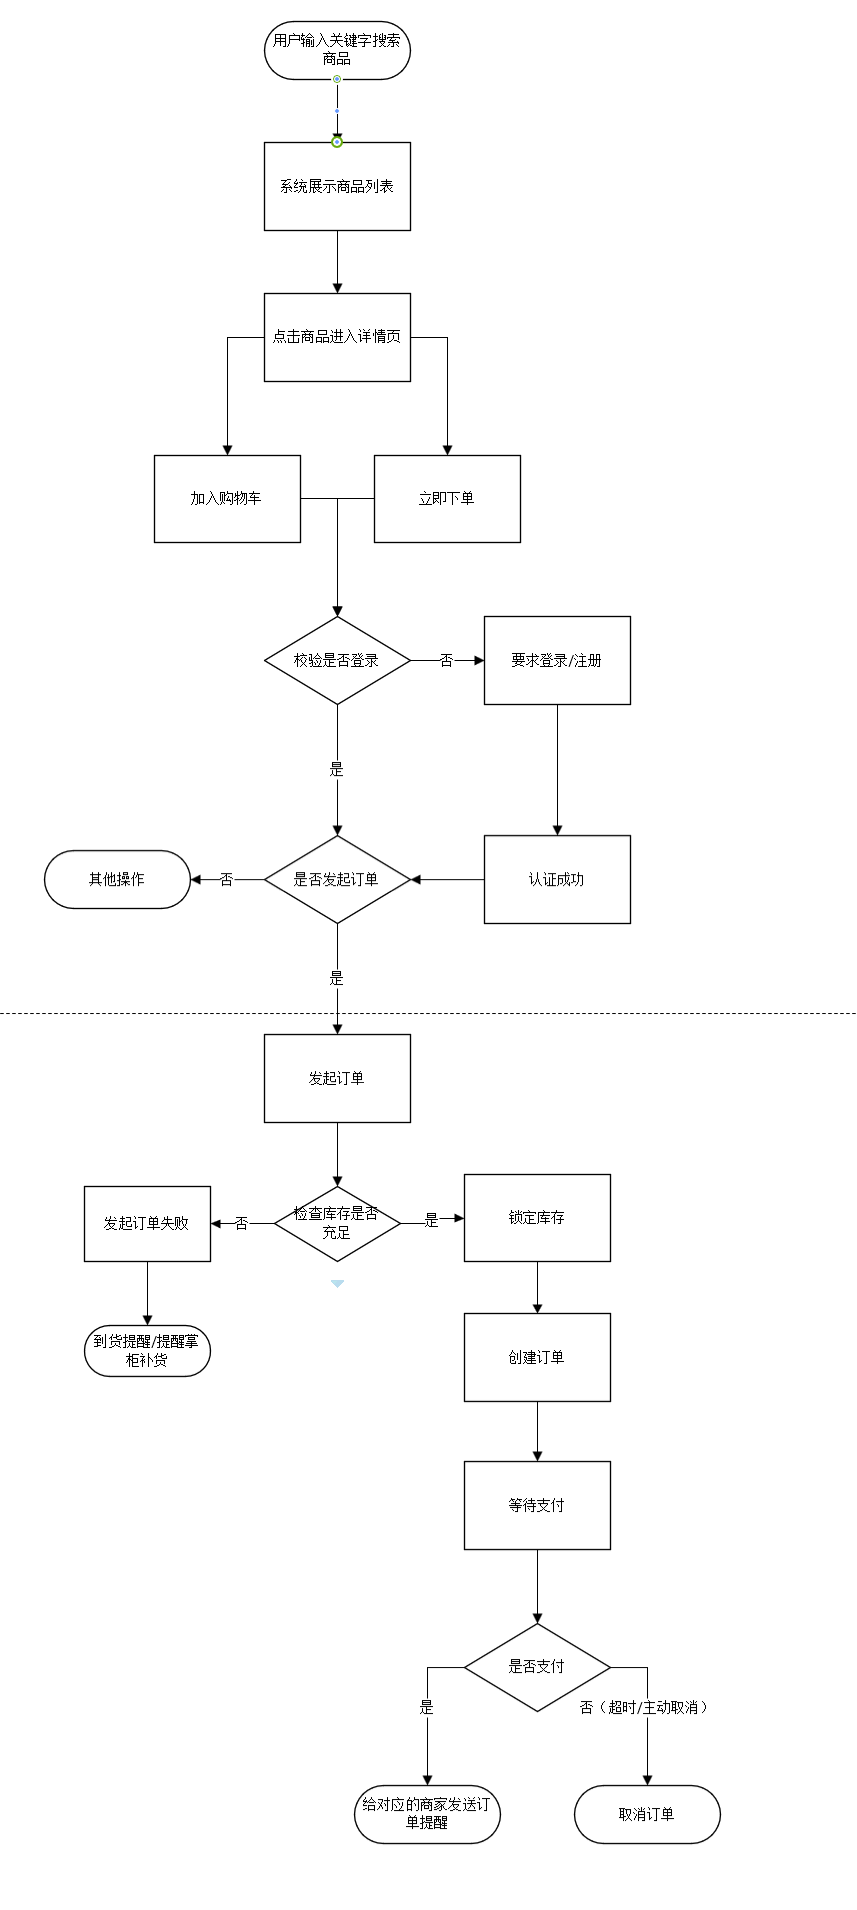 用户输入关键字搜索
商品
系统展示商品列表
点击商品进入详情页
加入购物车
立即下单
校验是否登录
否
要求登录/注册
是
其他操作
否
是否发起订单
认证成功
是
发起订单
发起订单失败
否
检查库存是否
充足
是
锁定库存
到货提醒/提醒掌
柜补货
创建订单
等待支付
是否支付
是
否（超时/主动取消）
给对应的商家发送订
单提醒
取消订单